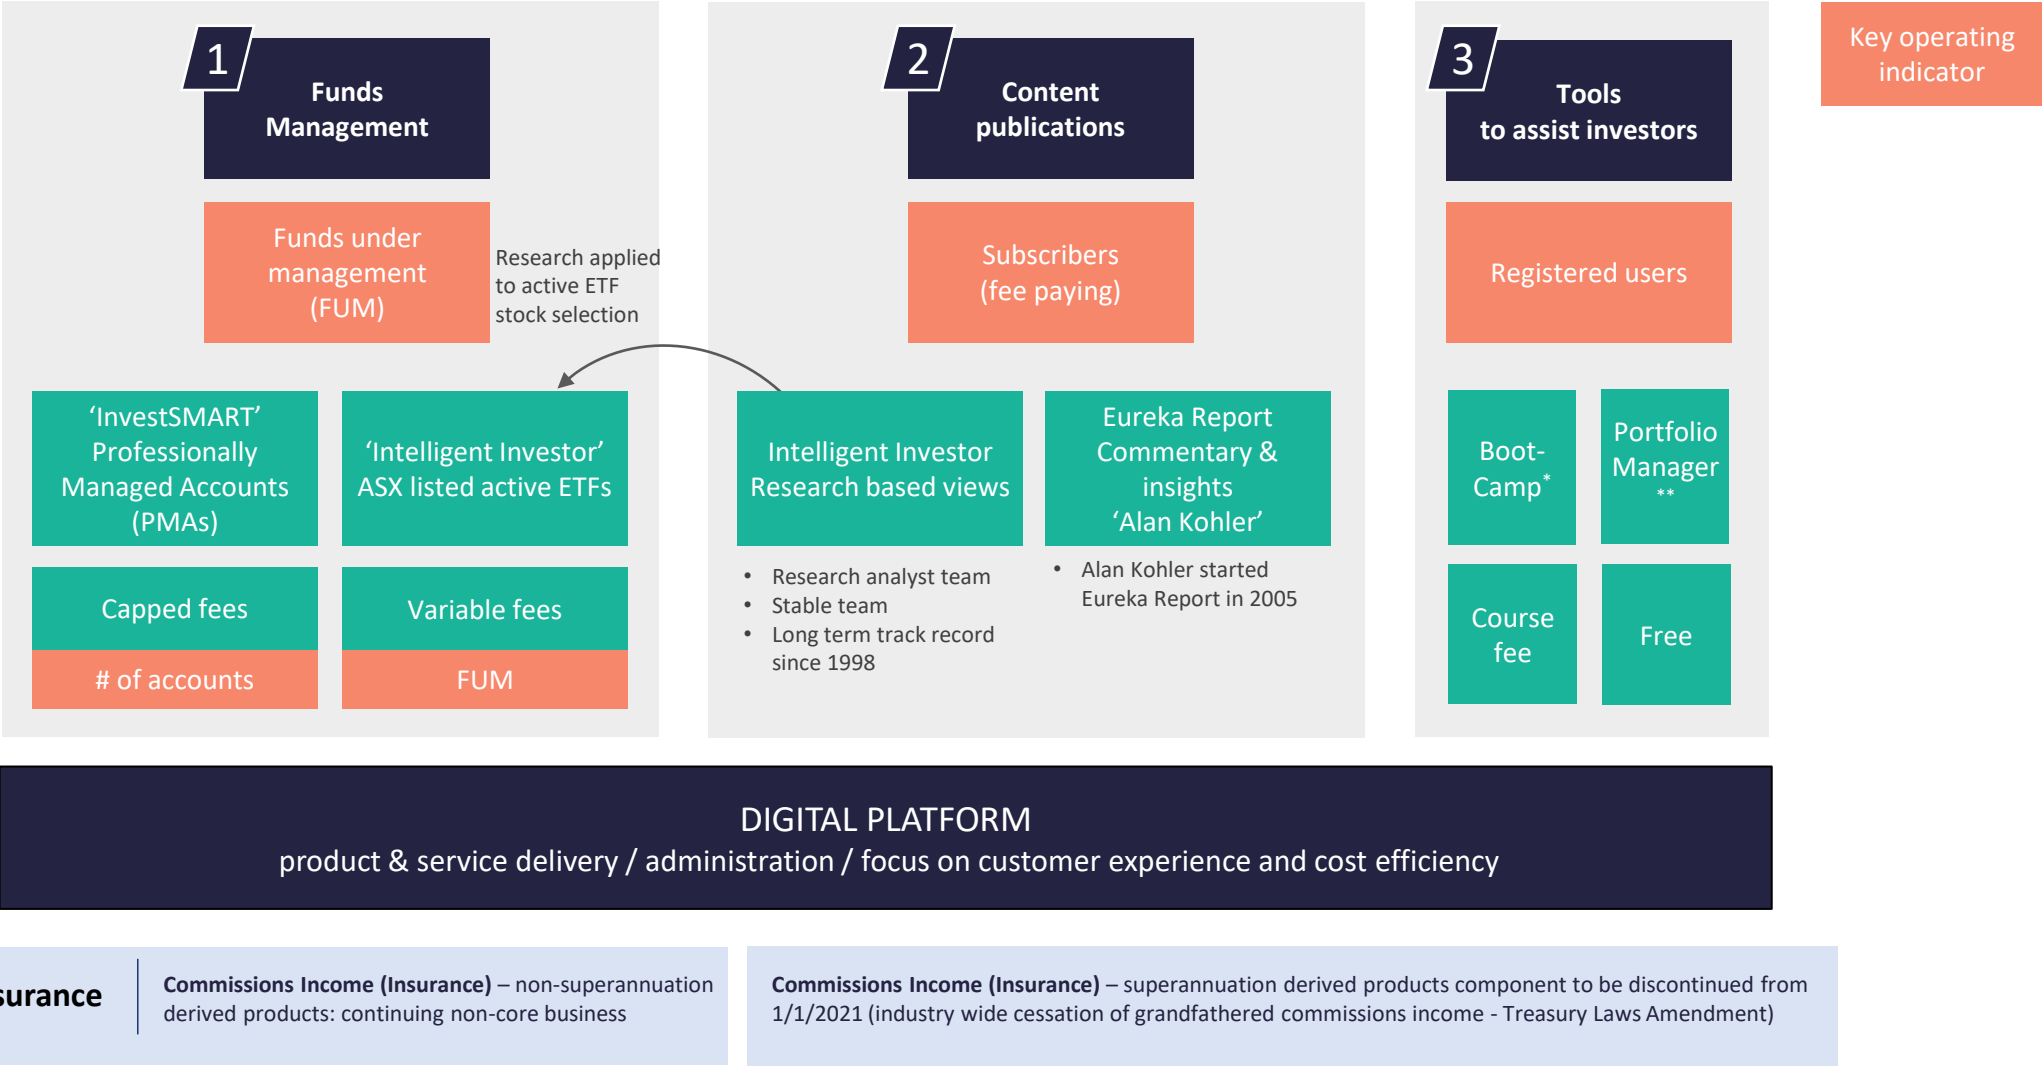 1
Funds
Management
Funds under
management
(FUM)
Research applied
to active ETF
stock selection
‘InvestSMART’
Professionally
Managed Accounts
(PMAs)
‘Intelligent Investor’
ASX listed active ETFs
Capped fees
# of accounts
Variable fees
FUM
2
Content
publications
Subscribers
(fee paying)
Intelligent Investor
Research based views
• Research analyst team
• Stable team
• Long term track record
since 1998
Eureka Report
Commentary &
insights
‘Alan Kohler’
• Alan Kohler started
Eureka Report in 2005
3
Tools
to assist investors
Registered users
Boot-
Camp*
Portfolio
Manager
**
Course
fee
Free
Key operating
indicator
DIGITAL PLATFORM
product & service delivery / administration / focus on customer experience and cost efficiency
surance
Commissions Income (Insurance) – non-superannuation
derived products: continuing non-core business
Commissions Income (Insurance) – superannuation derived products component to be discontinued from
1/1/2021 (industry wide cessation of grandfathered commissions income - Treasury Laws Amendment)